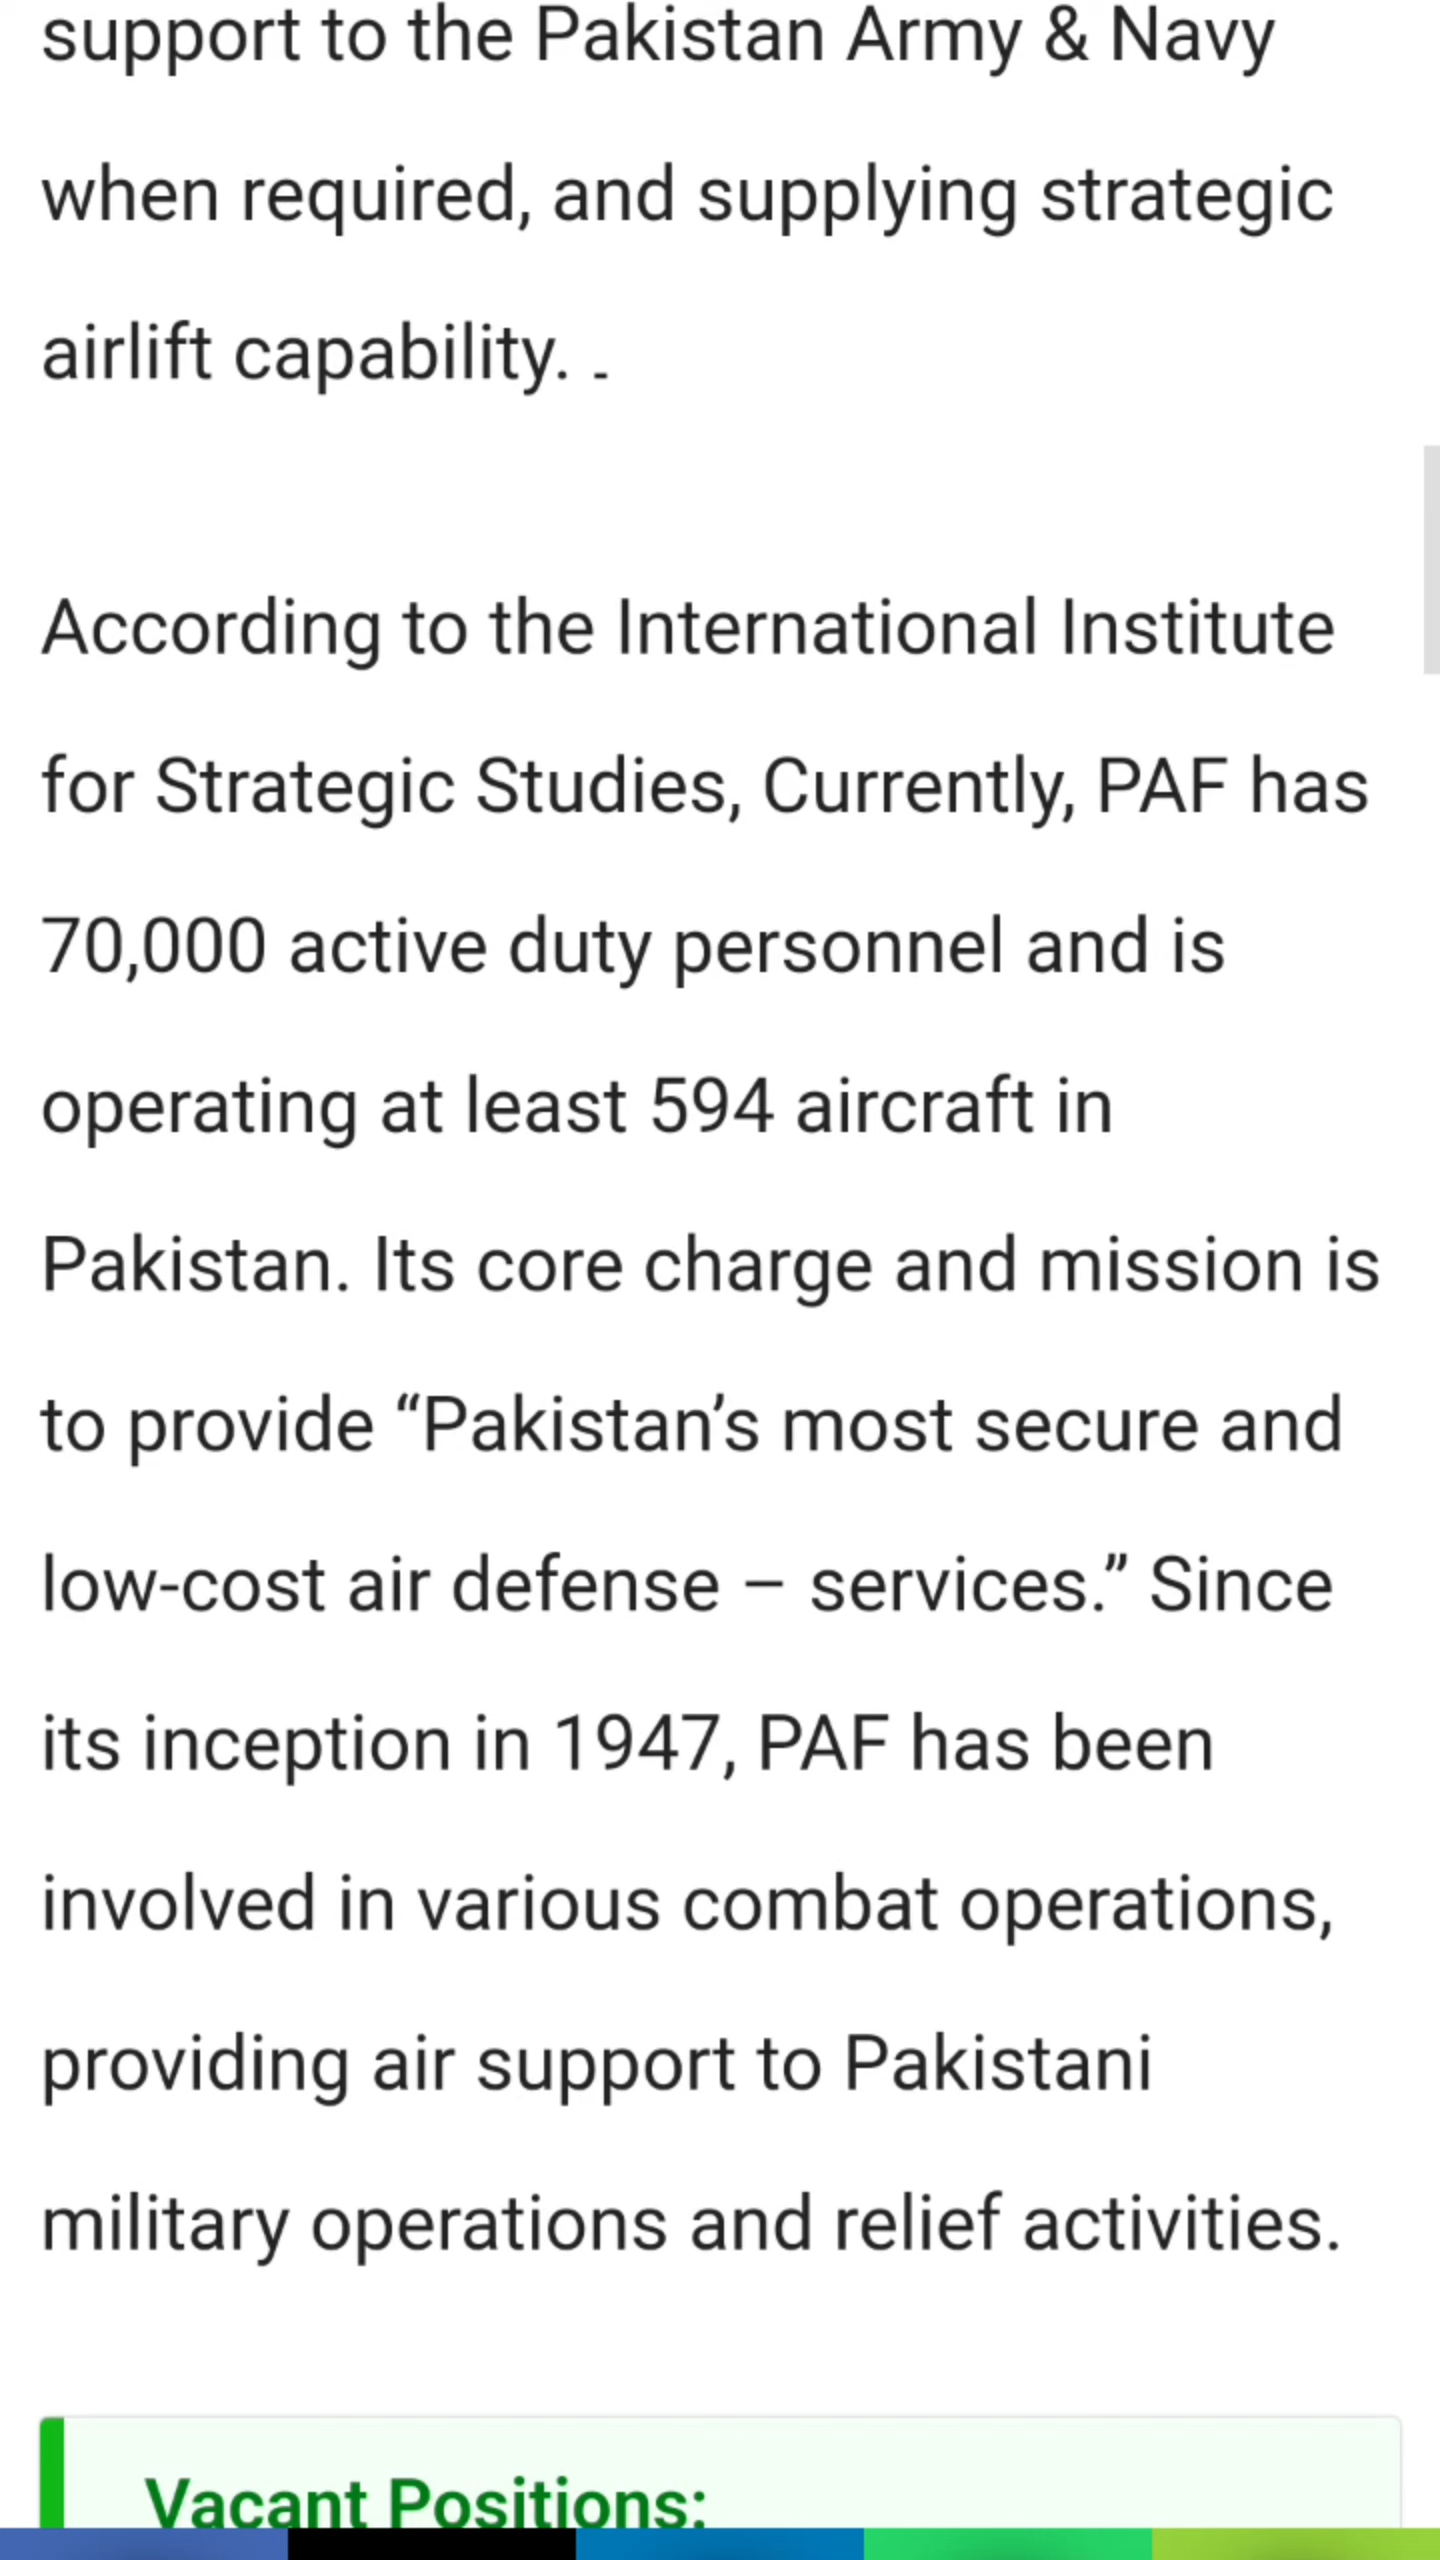 support to the Pakistan Army & Navy
when required, and supplying strategic
airlift capability. -
According to the International Institute
for Strategic Studies, Currently, PAF has
70,000 active duty personnel and is
operating at least 594 aircraft in
Pakistan. Its core charge and mission is
to provide “Pakistan’s most secure and
low-cost air defense – services.” Since
its inception in 1947, PAF has been
involved in various combat operations,
providing air support to Pakistani
military operations and relief activities.
Vacant Positions: